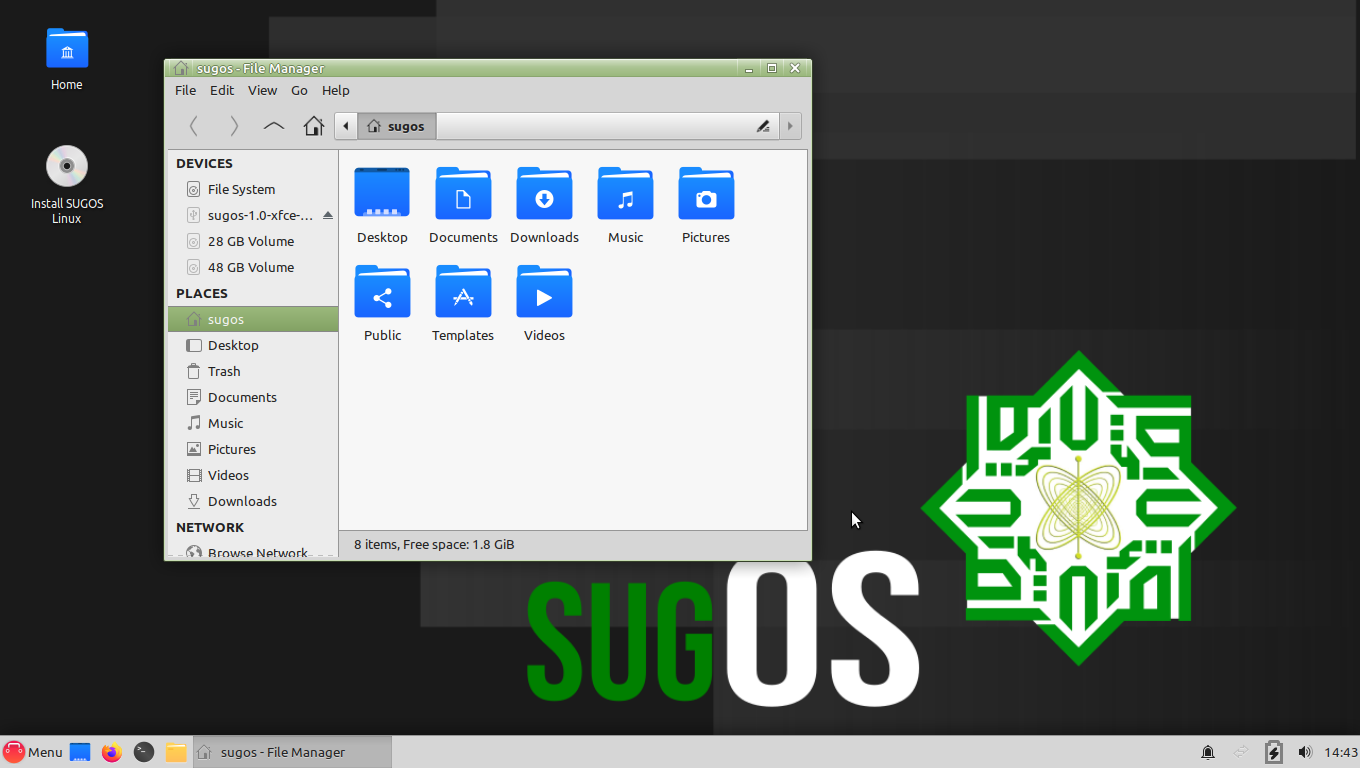 Home
Install SUGOS
Linux
sugos - File Manager
File Edit View Go Help
sugos
DEVICES
File System
sugos-1.0-xfce-...
28 GB Volume
48 GB Volume
PLACES
sugos
Desktop
Trash
Documents
Music
Pictures
Videos
Downloads
NETWORK
Browse Network
Desktop Documents Downloads Music Pictures
Public Templates Videos
8 items, Free space: 1.8 GiB
SUGOS
Menu sugos - File Manager 14:43